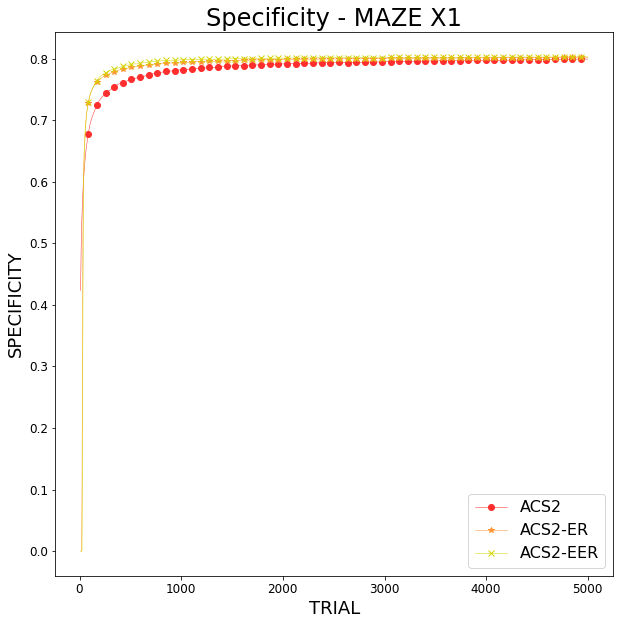 Specificity - MAZE X1
SPECIFICITY
0.8
0.7
0.6
0.5
0.4
0.3
0.2
0.1
0.0
0 1000 2000 3000 4000 5000
TRIAL
ACS2
ACS2-ER
ACS2-EER